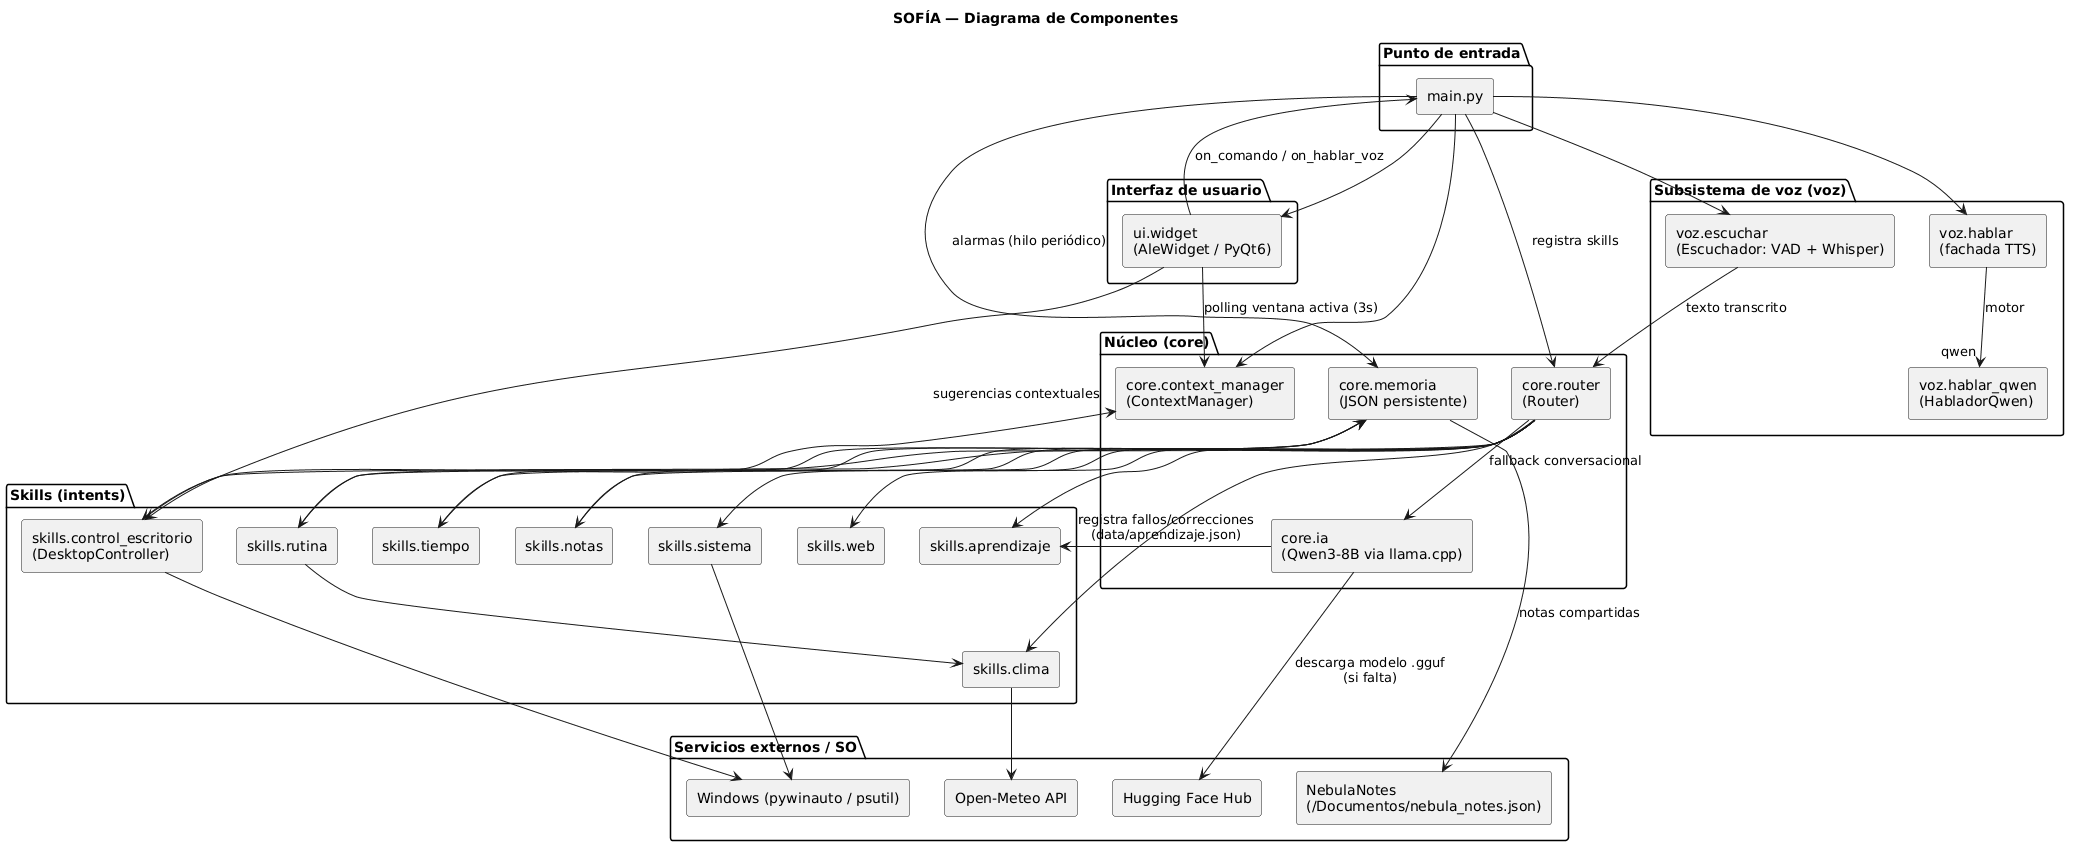 SOFÍA — Diagrama de Componentes
Punto de entrada
main.py
on_comando / on_hablar_voz
Interfaz de usuario
Subsistema de voz (voz)
ui.widget
(AleWidget / PyQt6)
voz.escuchar
(Escuchador: VAD + Whisper)
voz.hablar
(fachada TTS)
alarmas (hilo periódico)
registra skills
polling ventana activa (3s)
texto transcrito
motor
qwen
Núcleo (core)
core.context_manager
(ContextManager)
core.memoria
(JSON persistente)
core.router
(Router)
voz.hablar_qwen
(HabladorQwen)
sugerencias contextuales
fallback conversacional
Skills (intents)
skills.control_escritorio
(DesktopController)
skills.rutina
skills.tiempo
skills.notas
skills.sistema
skills.web
skills.aprendizaje
registra fallos/correcciones
(data/aprendizaje.json)
core.ia
(Qwen3-8B via llama.cpp)
notas compartidas
skills.clima
descarga modelo .gguf
(si falta)
Servicios externos / SO
Windows (pywinauto / psutil)
Open-Meteo API
Hugging Face Hub
NebulaNotes
(/Documentos/nebula_notes.json)